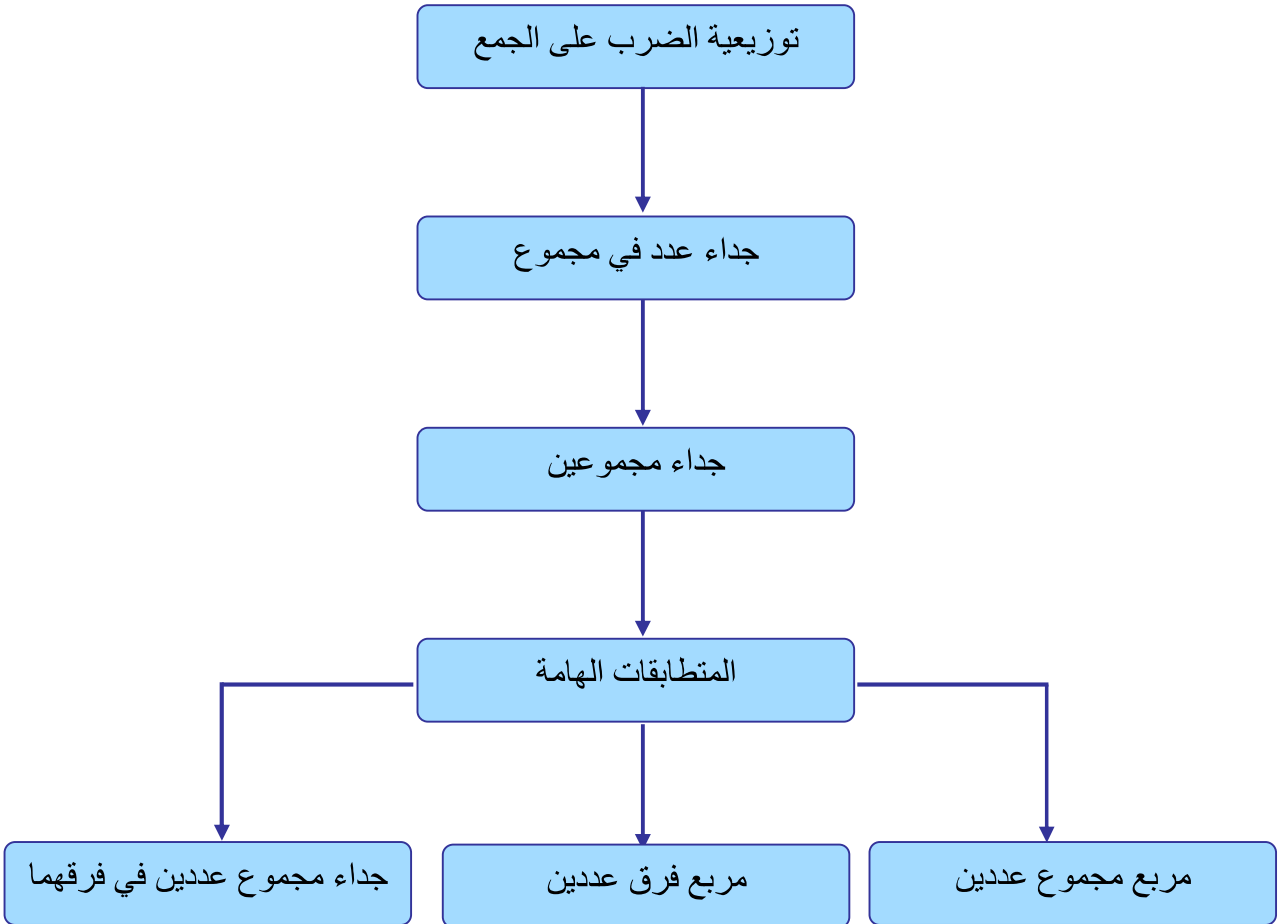 توزيعية الضرب على الجمع
جداء عدد في مجموع
جداء مجموعين
المتطابقات الهامة
مربع مجموع عددين
مربع فرق عددين
جداء مجموع عددين في فرقهما